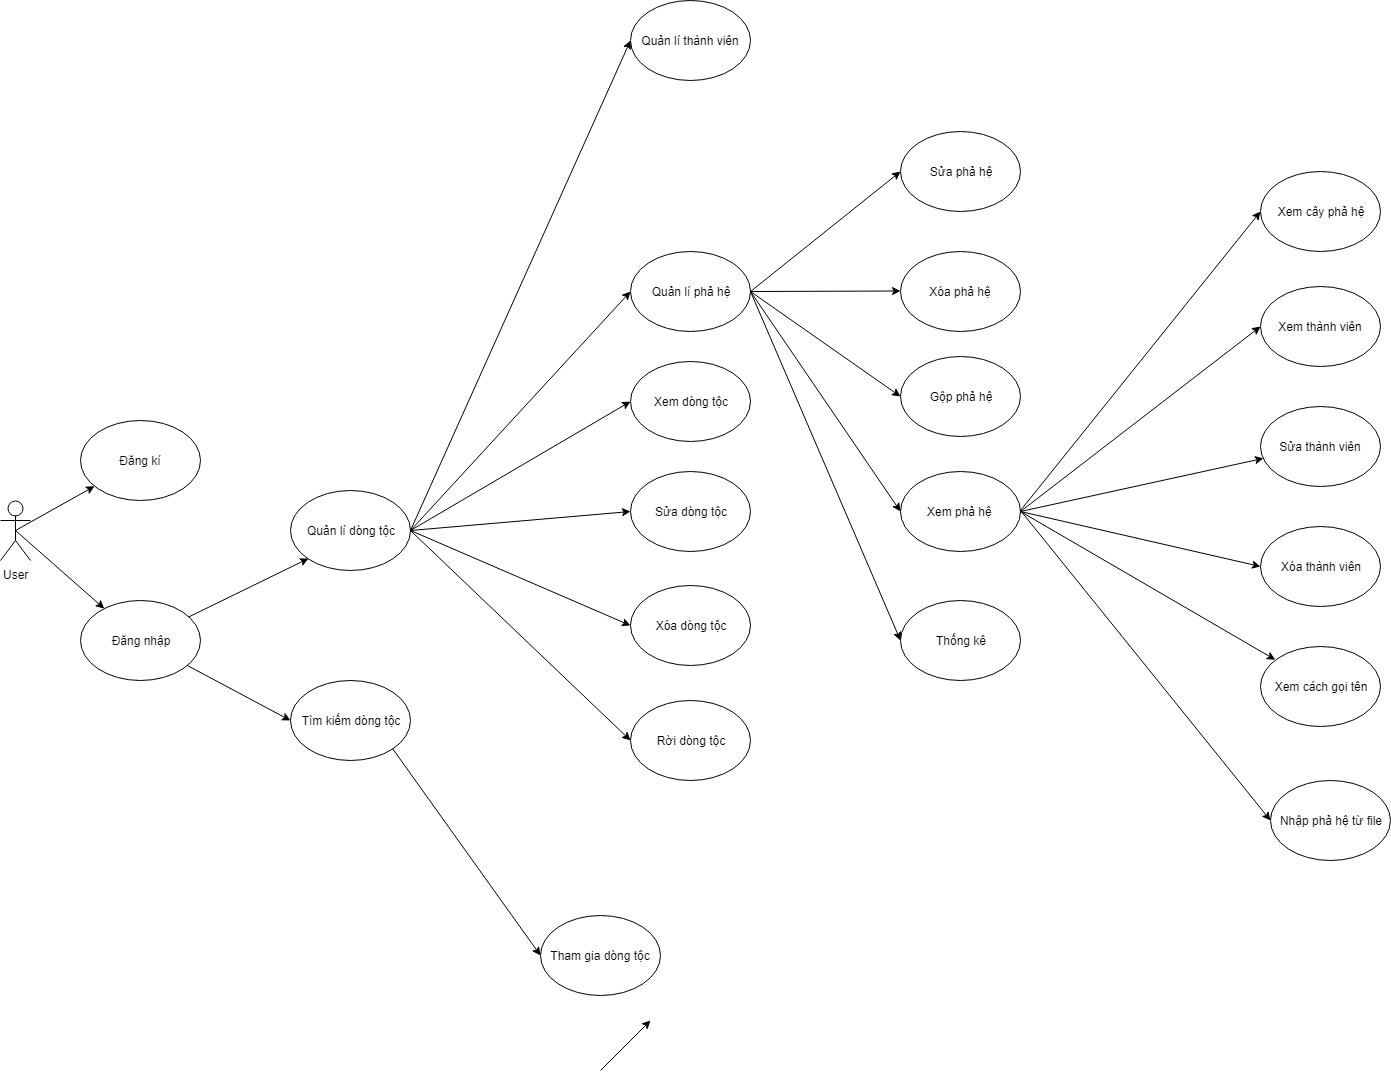 Quản lí thành viên
Sửa phả hệ
Xem cây phả hệ
Quản lí phả hệ
Xóa phả hệ
Xem thành viên
Xem dòng tộc
Gộp phả hệ
Đăng kí
Sửa thành viên
Quản lí dòng tộc
Sửa dòng tộc
Xem phả hệ
User
Xóa thành viên
Đăng nhập
Xóa dòng tộc
Thống kê
Xem cách gọi tên
Tìm kiếm dòng tộc
Rời dòng tộc
Nhập phả hệ từ file
Tham gia dòng tộc